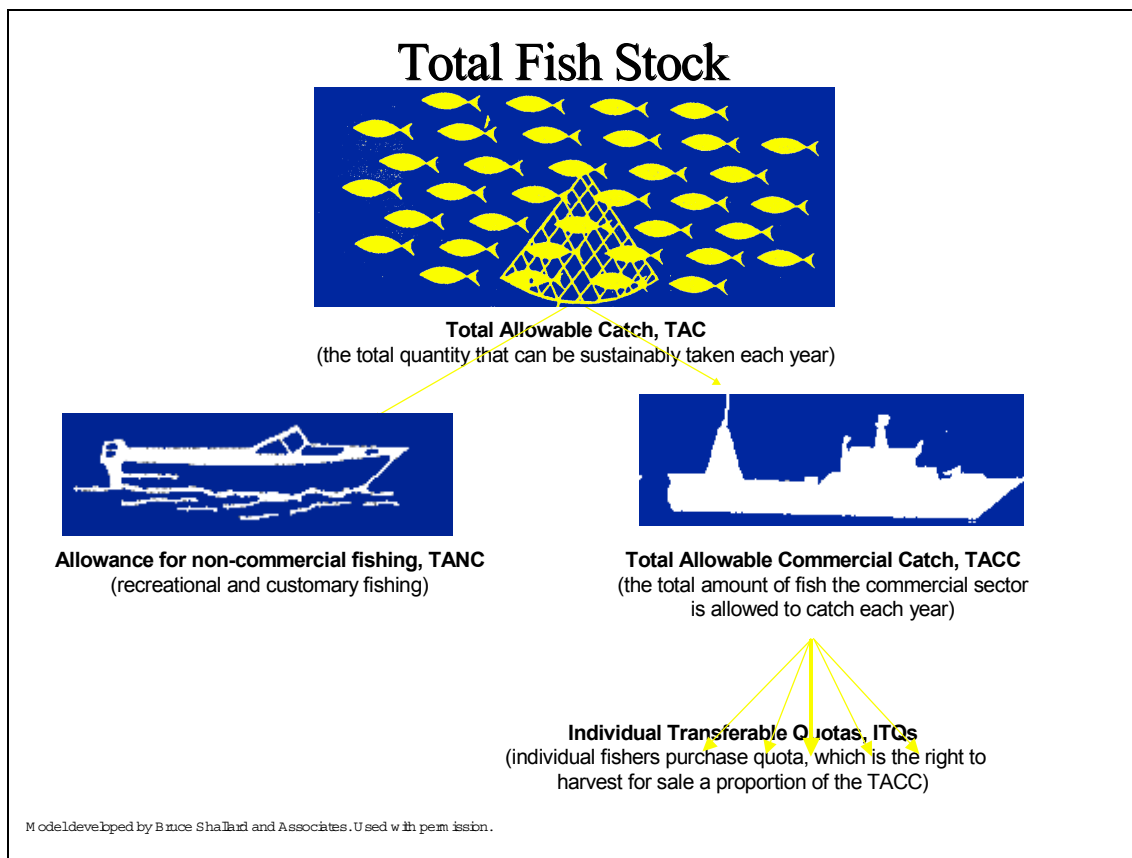 Total Fish Stock
Total Allowable Catch, TAC
(the total quantity that can be sustainably taken each year)
Allowance for non-commercial fishing, TANC
(recreational and customary fishing)
Total Allowable Commercial Catch, TACC
(the total amount of fish the commercial sector
is allowed to catch each year)
Individual Transferable Quotas, ITQs
(individual fishers purchase quota, which is the right to
harvest for sale a proportion of the TACC)
Model developed by Bruce Shallard and Associates. Used with permission.